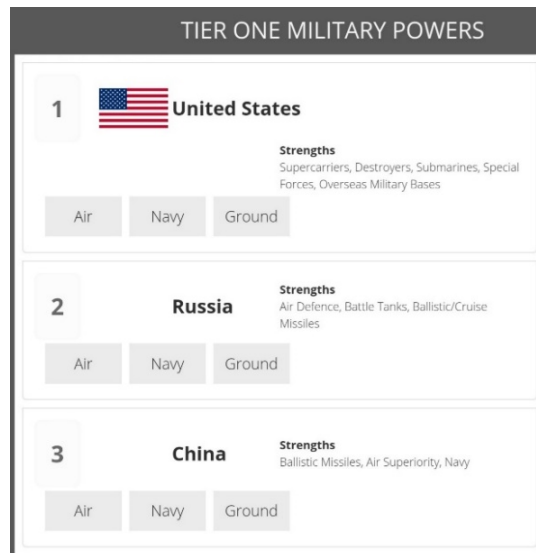 TIER ONE MILITARY POWERS
1
United States
Strengths
Supercarriers, Destroyers, Submarines, Special
Forces, Overseas Military Bases
Air Navy Ground
2
Russia
Strengths
Air Defence, Battle Tanks, Ballistic/Cruise
Missiles
Air Navy Ground
3
China
Strengths
Ballistic Missiles, Air Superiority, Navy
Air Navy Ground